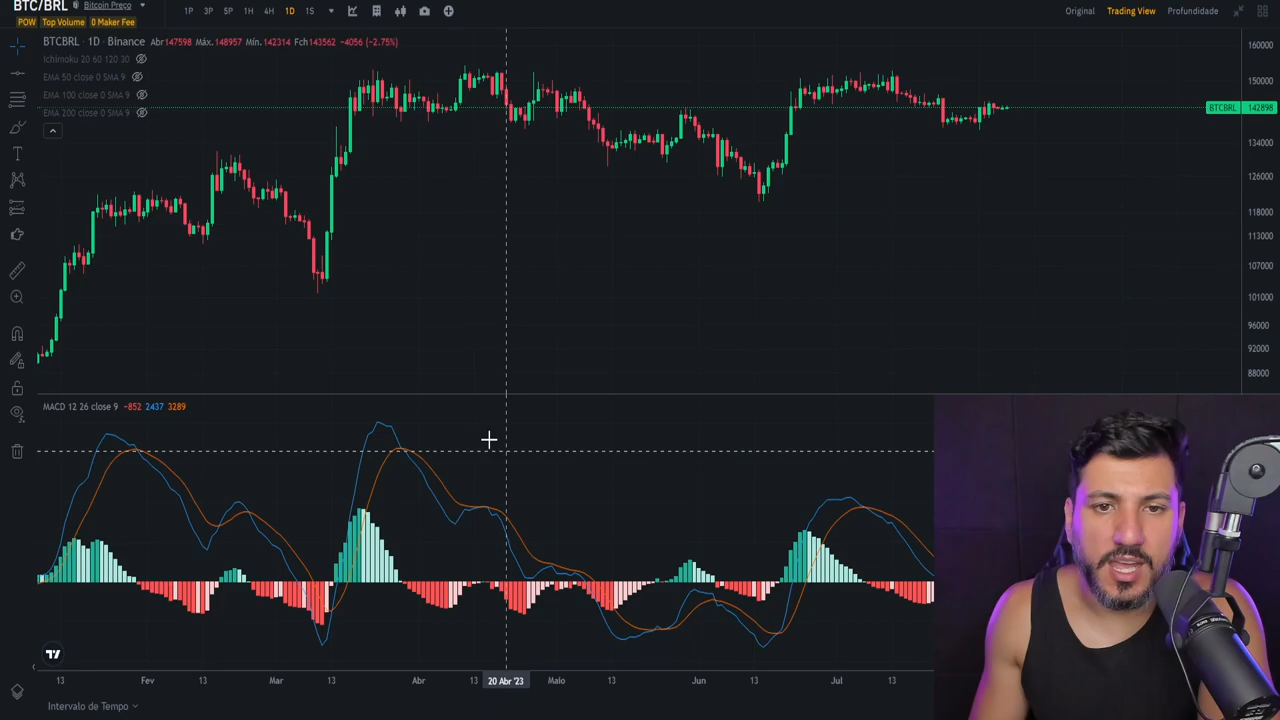 BTC/BRL Bitcoin Preço
POW Top Volume 0 Maker Fee
1P 3P 5P 1H 4H 1D 1S
Original Trading View Profundidade
BTCBRL · 1D · Binance Abr147598 Máx.148957 Mín.142314 Fch143562 −4056 (−2.75%)
Ichimoku 20 60 120 30
EMA 50 close 0 SMA 9
EMA 100 close 0 SMA 9
EMA 200 close 0 SMA 9
160000
150000
BTCBRL 142898
134000
126000
118000
113000
107000
101000
96000
92000
88000
MACD 12 26 close 9 −852 2437 3289
13 Fev 13 Mar 13 Abr 13 20 Abr '23 Maio 13 Jun 13 Jul 13
Intervalo de Tempo